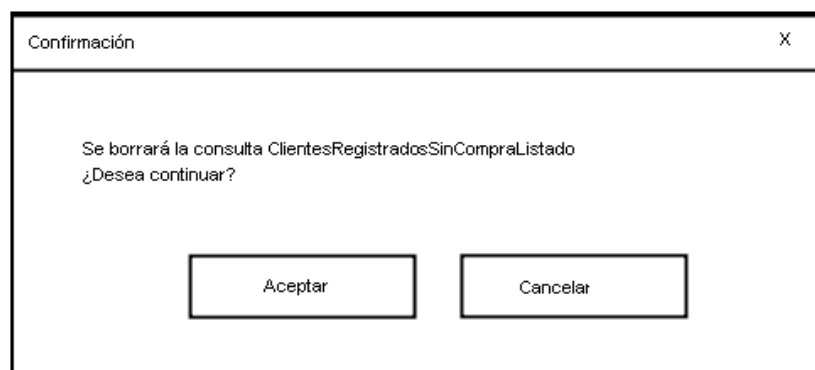 Confirmación X
Se borrará la consulta ClientesRegistradosSinCompraListado
¿Desea continuar?
Aceptar Cancelar